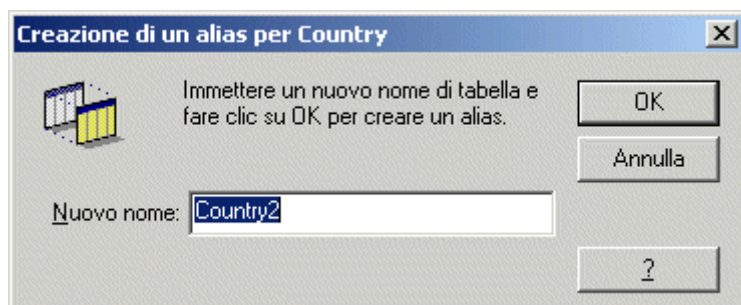 Creazione di un alias per Country
Immettere un nuovo nome di tabella e
fare clic su OK per creare un alias.
OK
Annulla
Nuovo nome: Country2
?